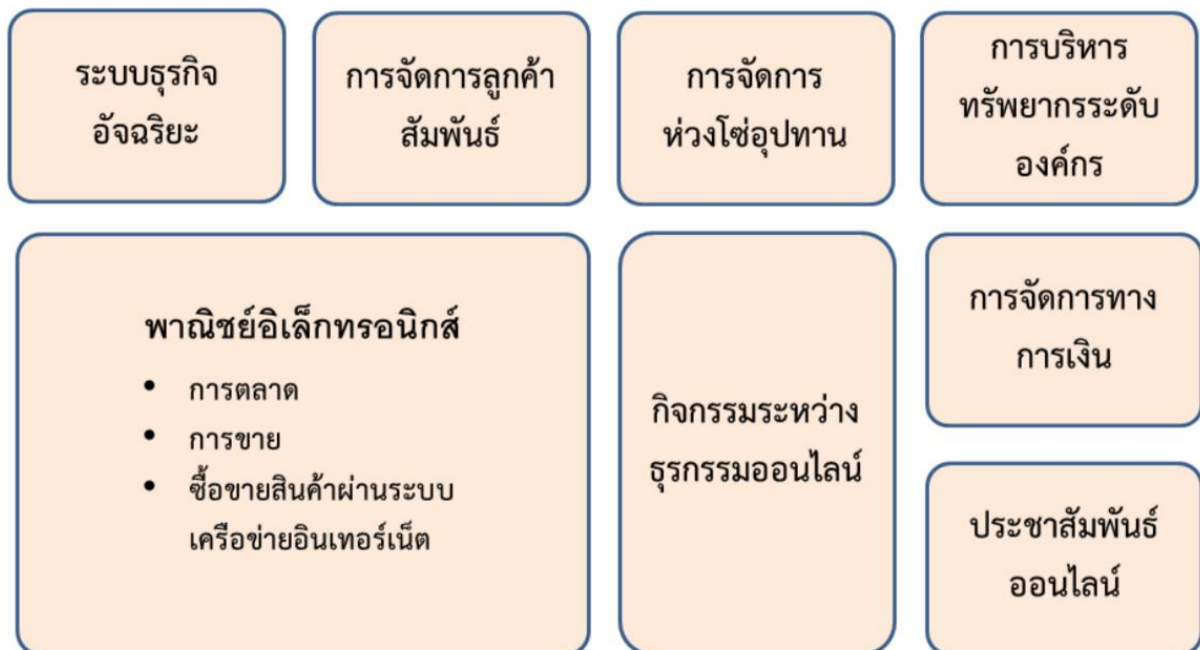 ระบบธุรกิจ
อัจฉริยะ
การจัดการลูกค้า
สัมพันธ์
การจัดการ
ห่วงโซ่อุปทาน
การบริหาร
ทรัพยากรระดับ
องค์กร
พาณิชย์อิเล็กทรอนิกส์
• การตลาด
• การขาย
• ซื้อขายสินค้าผ่านระบบ
เครือข่ายอินเทอร์เน็ต
กิจกรรมระหว่าง
ธุรกรรมออนไลน์
การจัดการทาง
การเงิน
ประชาสัมพันธ์
ออนไลน์